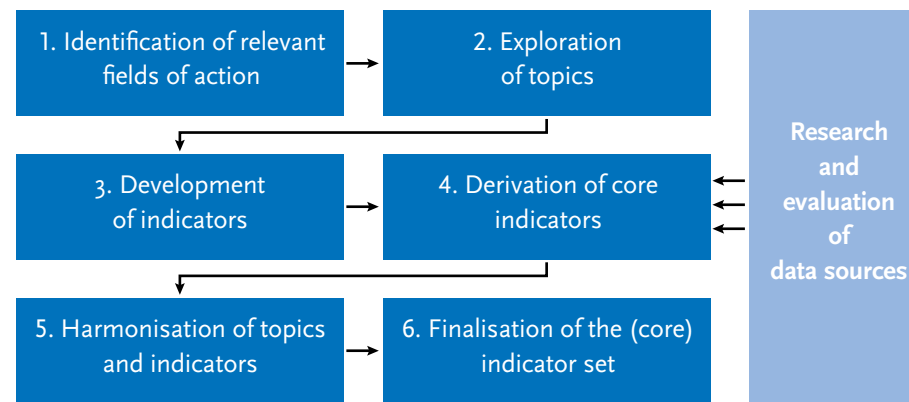 1. Identification of relevant
fields of action
2. Exploration
of topics
3. Development
of indicators
4. Derivation of core
indicators
5. Harmonisation of topics
and indicators
6. Finalisation of the (core)
indicator set
Research
and
evaluation
of
data sources